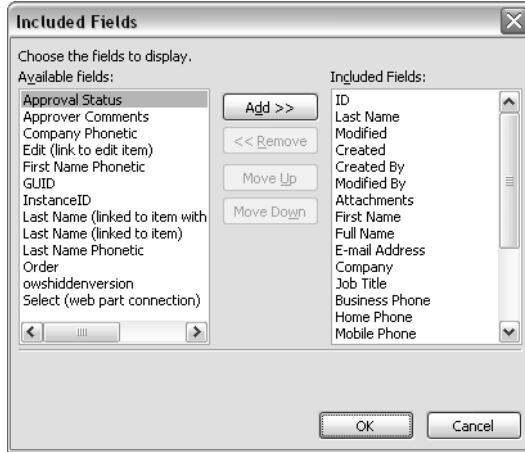 Included Fields
Choose the fields to display.
Available fields:
Approval Status
Approver Comments
Company Phonetic
Edit (link to edit item)
First Name Phonetic
GUID
InstanceID
Last Name (linked to item with
Last Name (linked to item)
Last Name Phonetic
Order
owshiddenversion
Select (web part connection)
Add >>
<< Remove
Move Up
Move Down
Included Fields:
ID
Last Name
Modified
Created
Created By
Modified By
Attachments
First Name
Full Name
E-mail Address
Company
Job Title
Business Phone
Home Phone
Mobile Phone
OK
Cancel